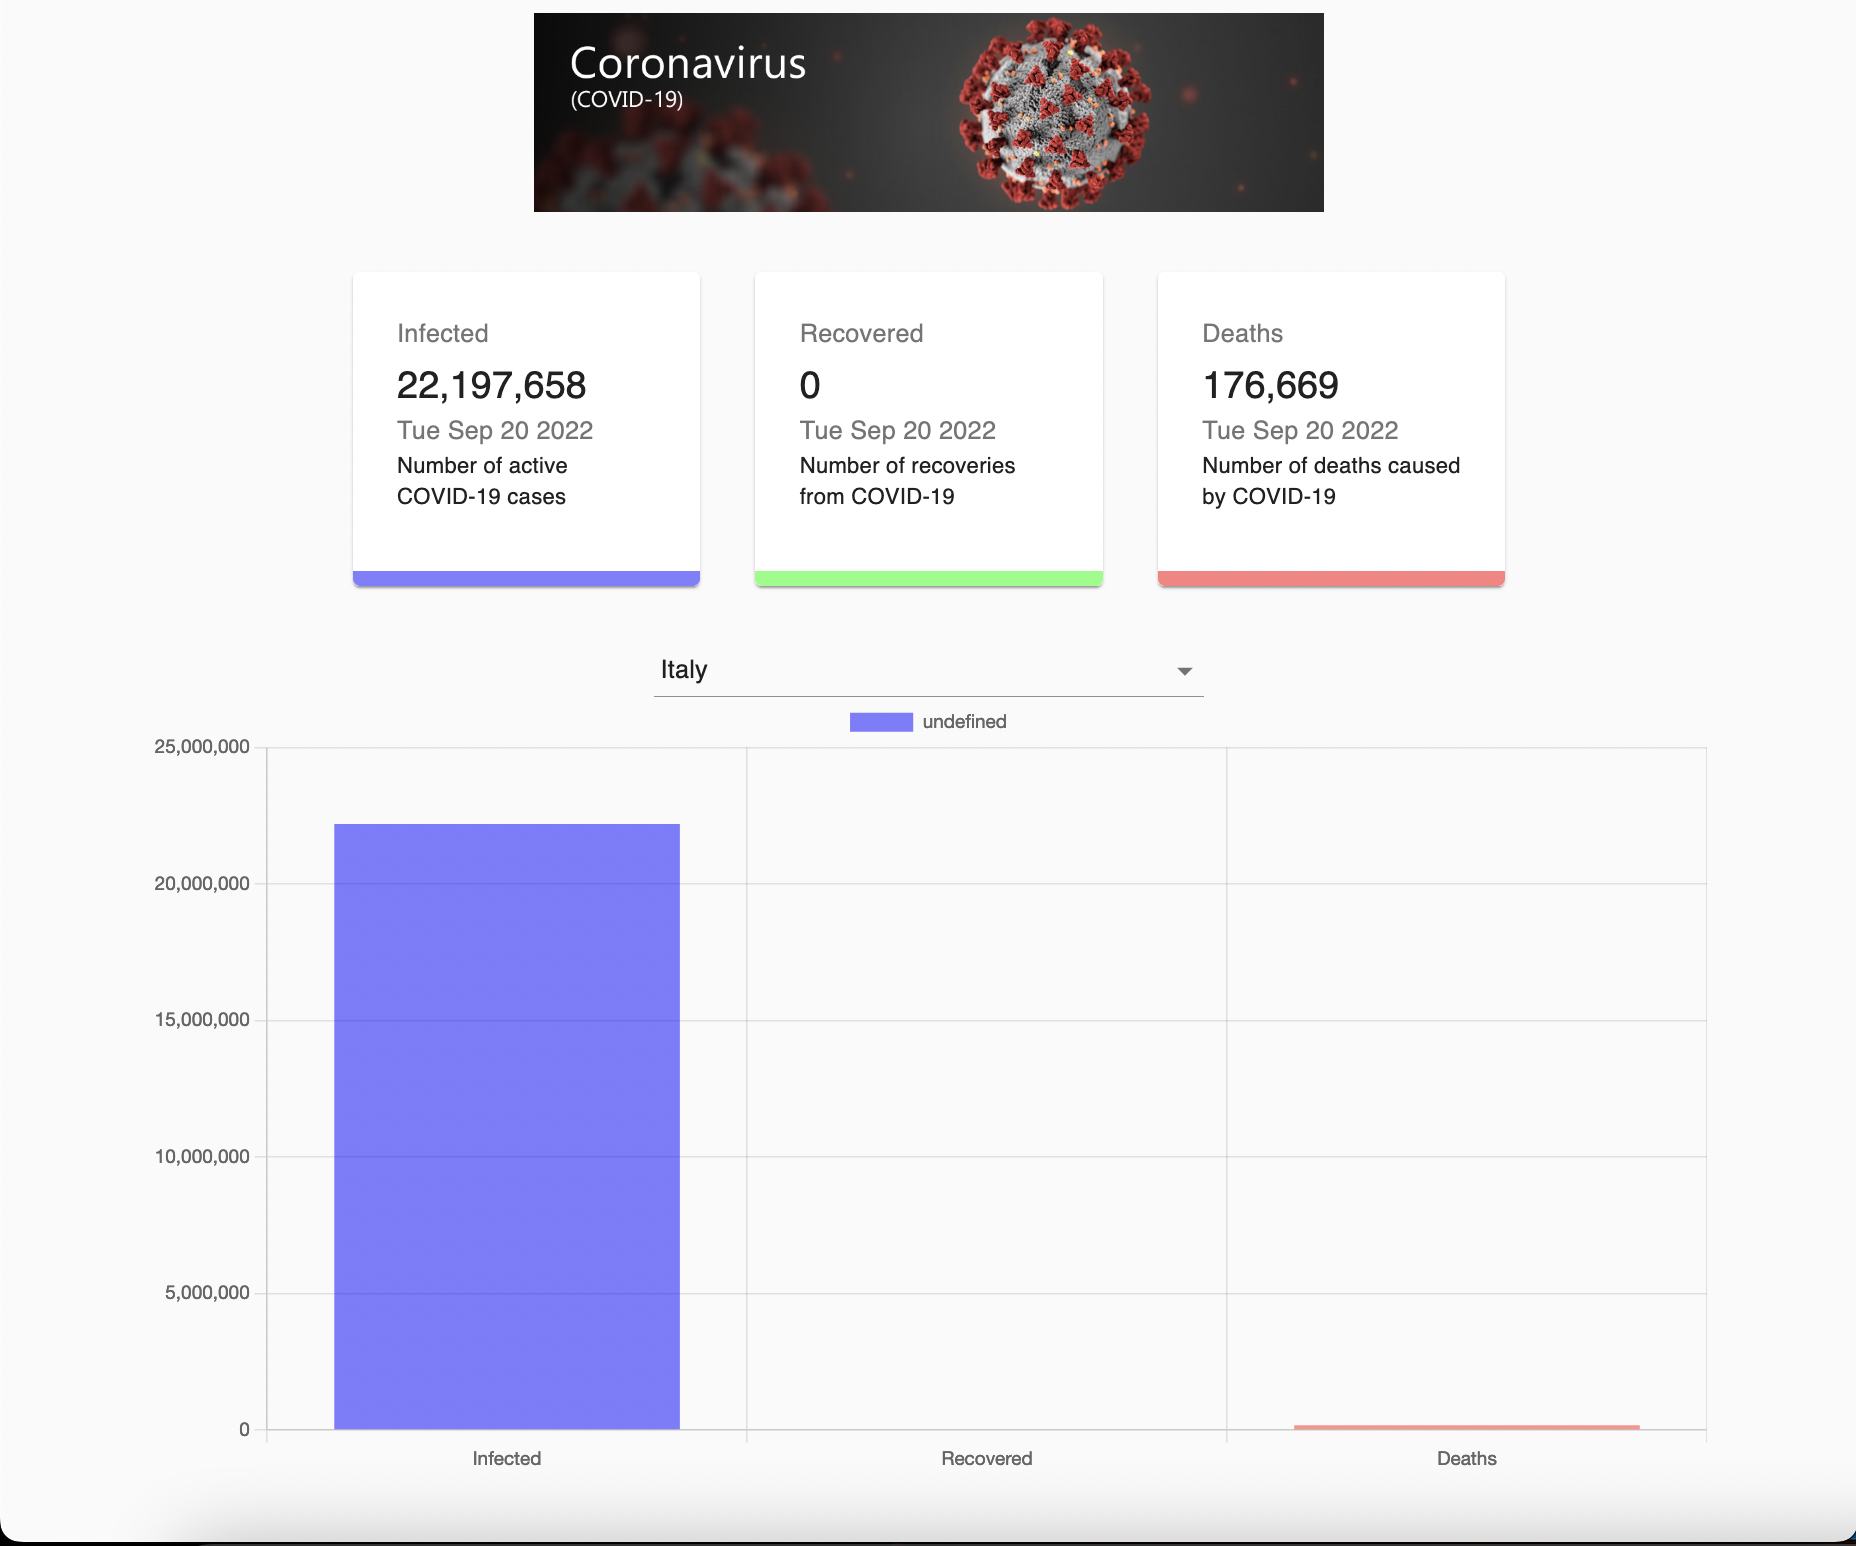 Coronavirus
(COVID-19)
Infected
22,197,658
Tue Sep 20 2022
Number of active
COVID-19 cases
Recovered
0
Tue Sep 20 2022
Number of recoveries
from COVID-19
Deaths
176,669
Tue Sep 20 2022
Number of deaths caused
by COVID-19
Italy
undefined
25,000,000
20,000,000
15,000,000
10,000,000
5,000,000
0
Infected
Recovered
Deaths